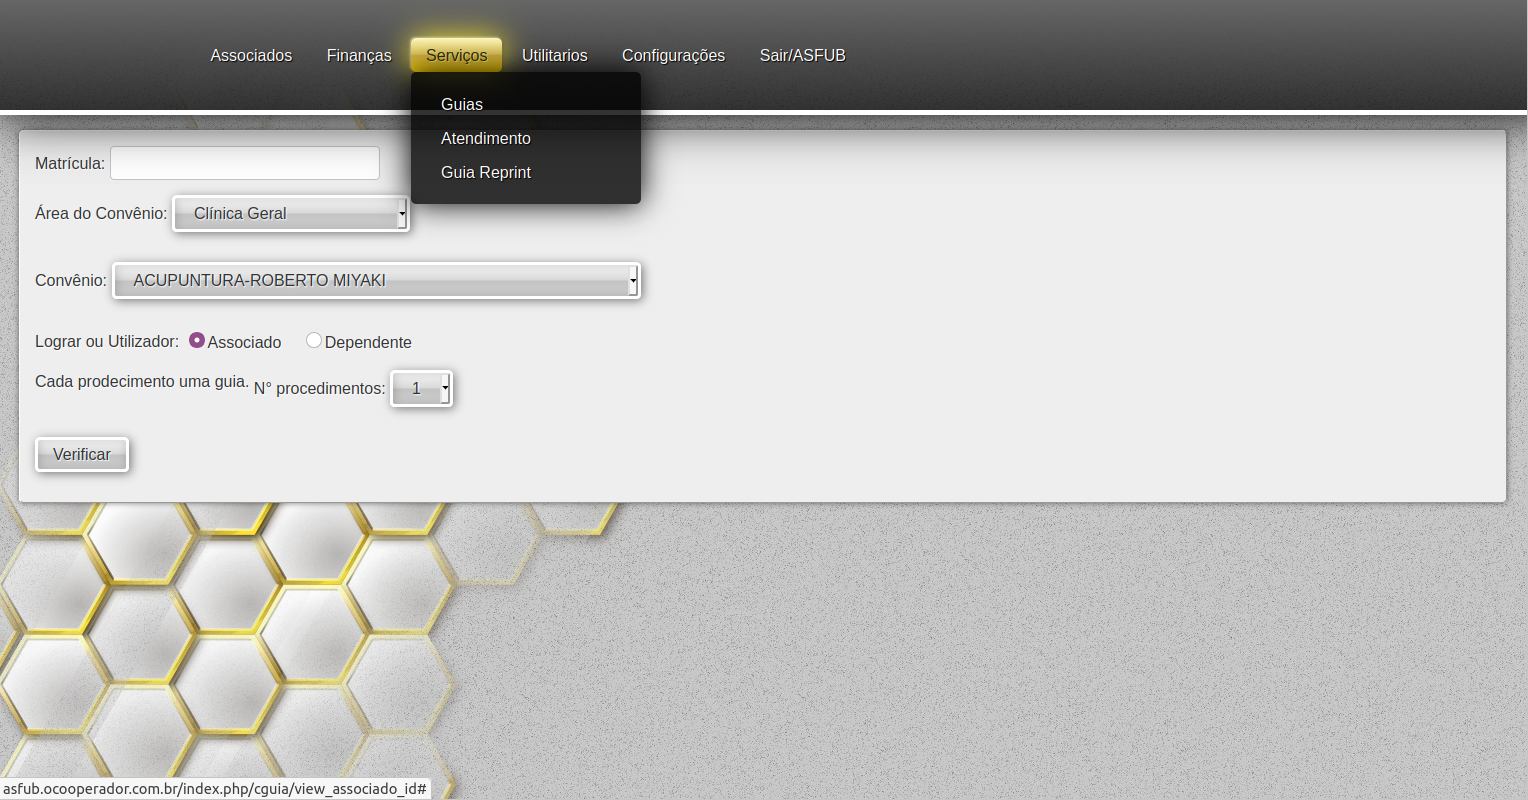 Associados Finanças Serviços Utilitarios Configurações Sair/ASFUB
Guias
Atendimento
Guia Reprint
Matrícula:
Área do Convênio: Clínica Geral
Convênio: ACUPUNTURA-ROBERTO MIYAKI
Lograr ou Utilizador: Associado Dependente
Cada prodecimento uma guia. N° procedimentos: 1
Verificar
asfub.ocooperador.com.br/index.php/cguia/view_associado_id#